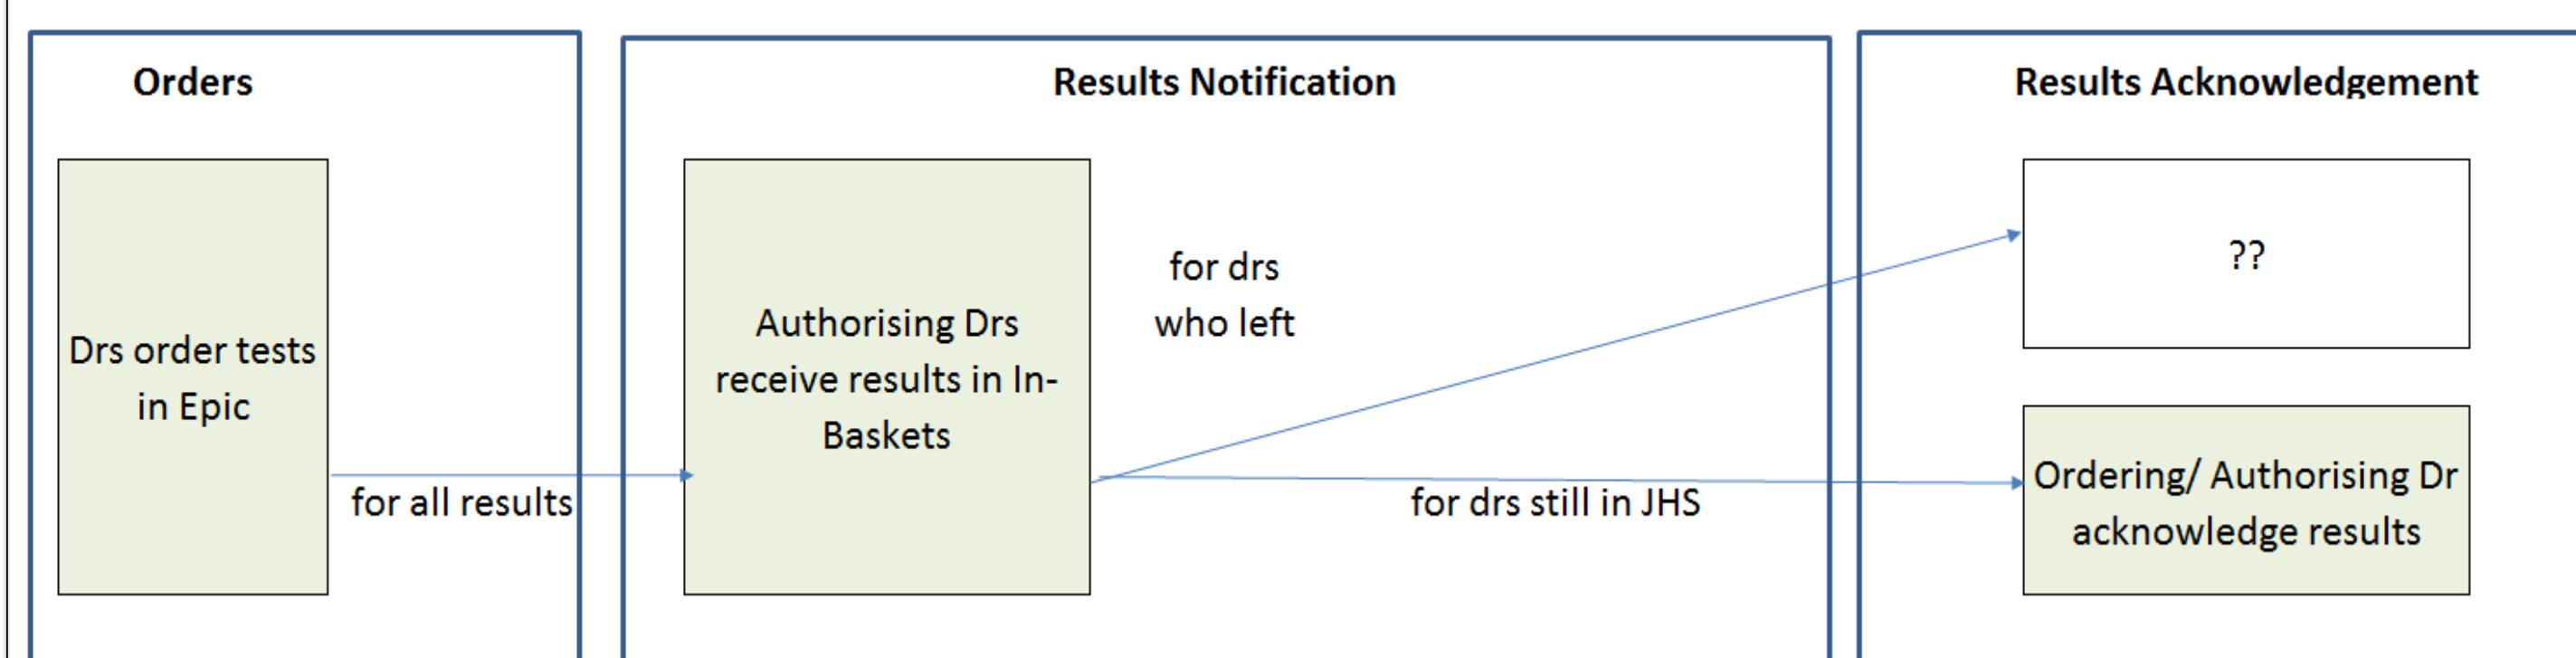 Orders
Drs order tests
in Epic
for all results
Results Notification
Authorising Drs
receive results in In-
Baskets
for drs
who left
for drs still in JHS
Results Acknowledgement
??
Ordering/ Authorising Dr
acknowledge results